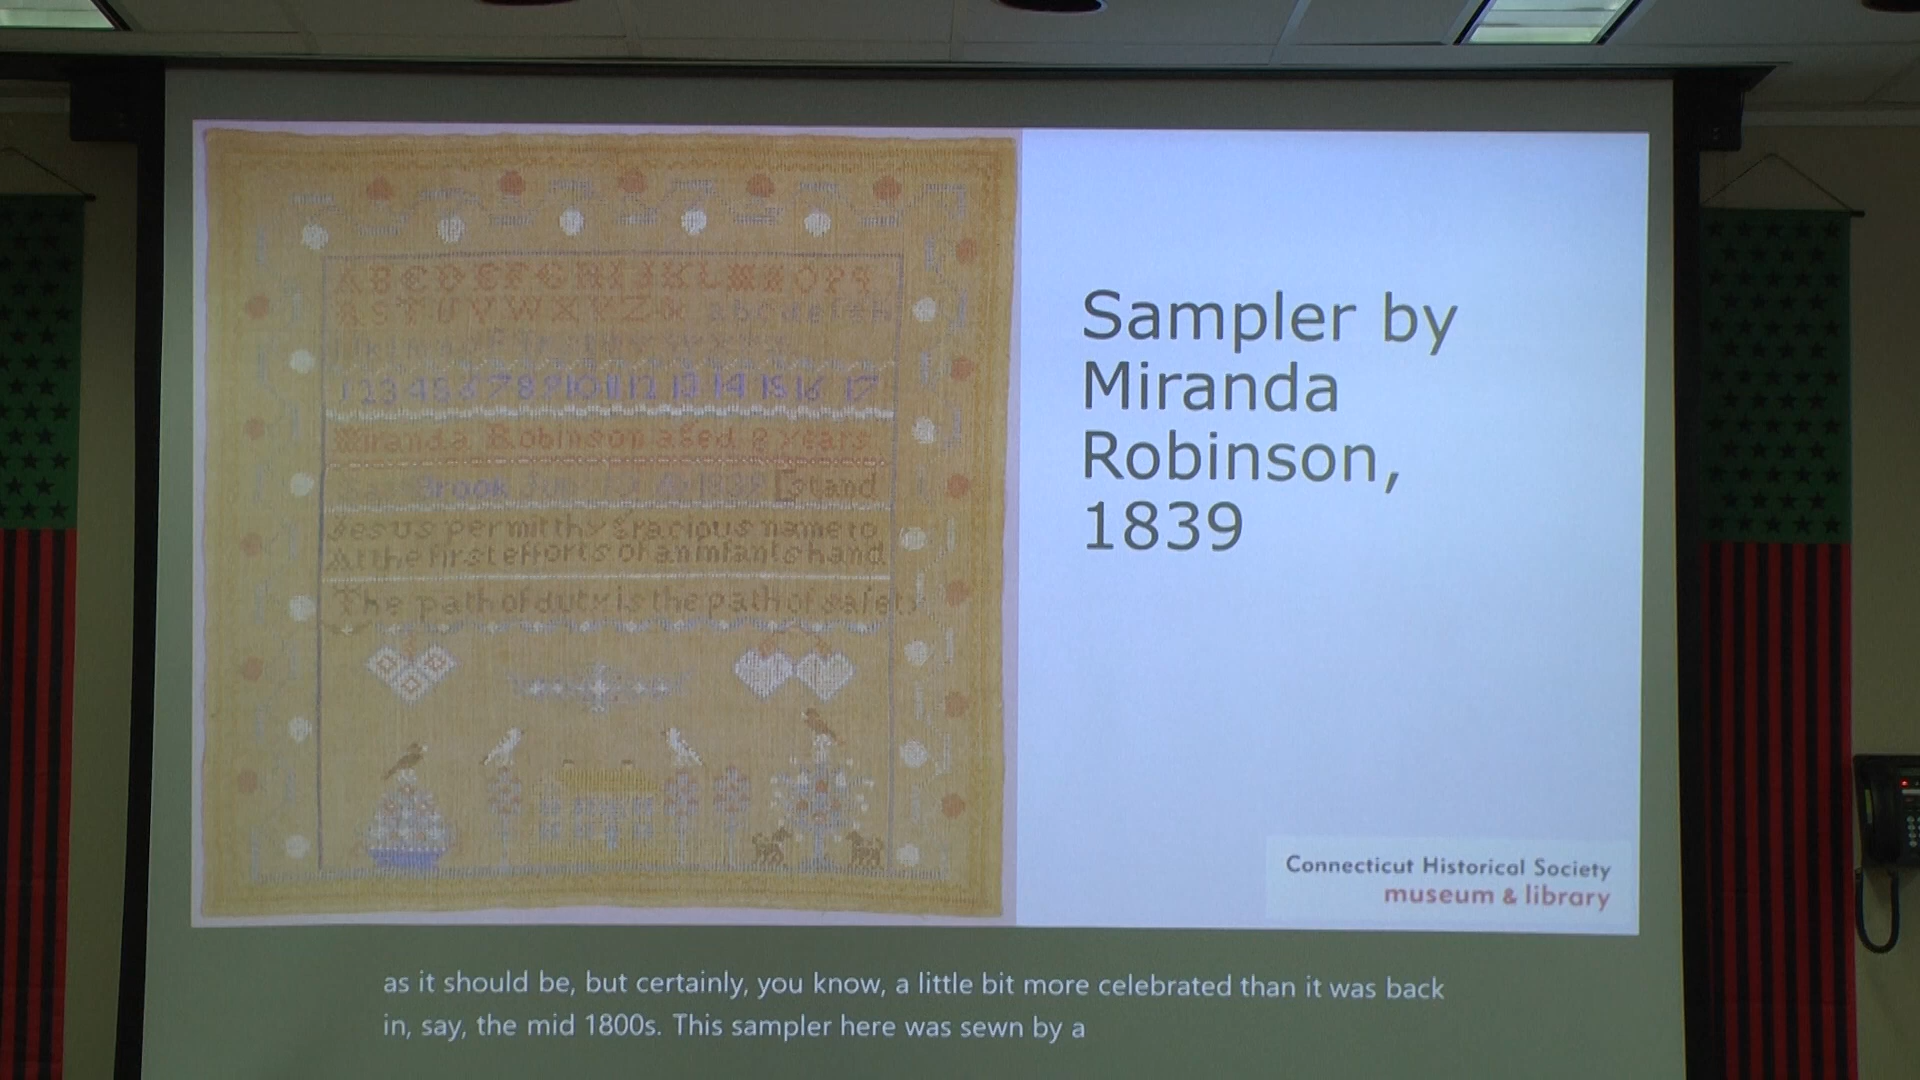 A B C D E F G H I J K L M N O P Q
R S T U V W X Y Z & a b c d e f g h
1 2 3 4 5 6 7 8 9 10 11 12 13 14 15 16 17
Miranda Robinson aged 8 years
Brook 1839 [stand
Jesus permit thy gracious name to
At the first efforts of an infants hand
The path of duty is the path of safety
Sampler by
Miranda
Robinson,
1839
Connecticut Historical Society
museum & library
as it should be, but certainly, you know, a little bit more celebrated than it was back
in, say, the mid 1800s. This sampler here was sewn by a